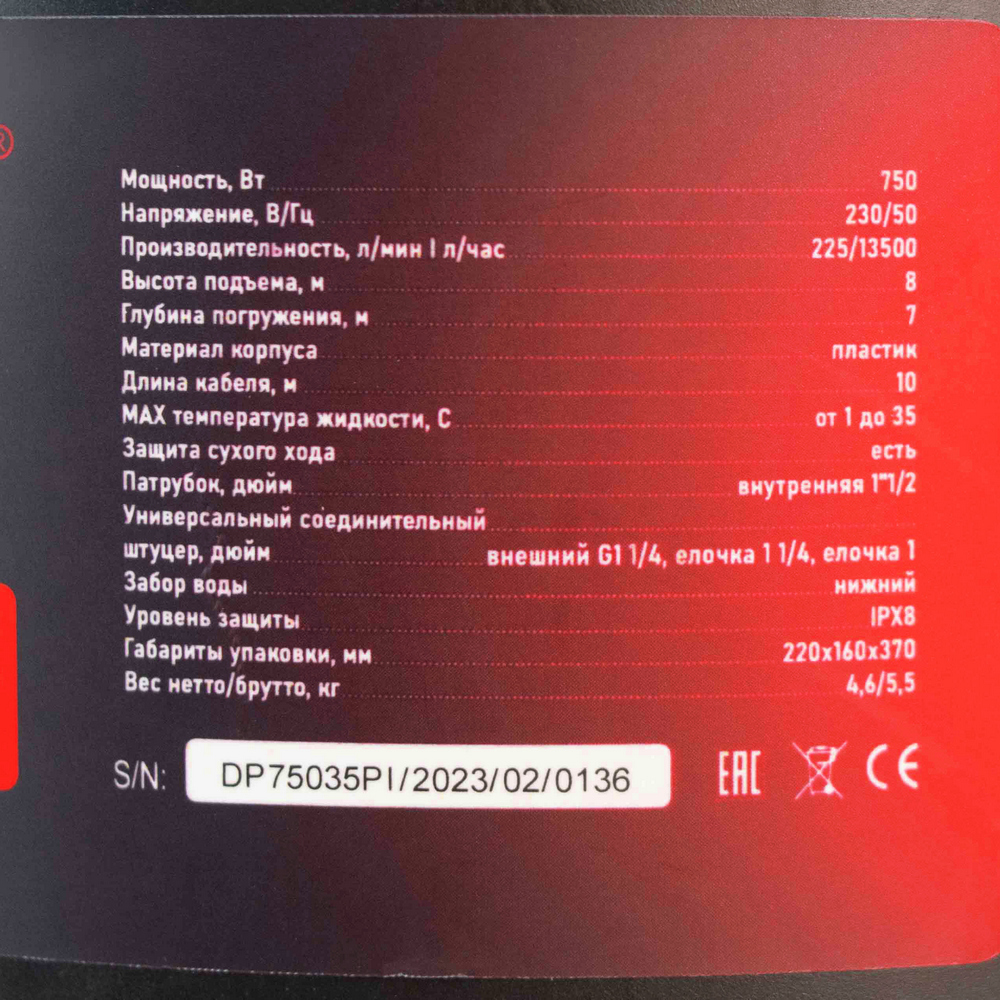 ®
Мощность, Вт 750
Напряжение, В/Гц 230/50
Производительность, л/мин | л/час 225/13500
Высота подъема, м 8
Глубина погружения, м 7
Материал корпуса пластик
Длина кабеля, м 10
MAX температура жидкости, С от 1 до 35
Защита сухого хода есть
Патрубок, дюйм внутренняя 1"1/2
Универсальный соединительный
штуцер, дюйм внешний G1 1/4, елочка 1 1/4, елочка 1
Забор воды нижний
Уровень защиты IPX8
Габариты упаковки, мм 220x160x370
Вес нетто/брутто, кг 4,6/5,5
S/N: DP75035PI/2023/02/0136 EAC CE